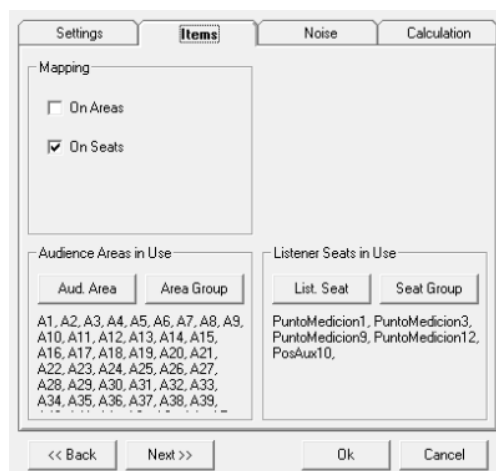 Settings
Items
Noise
Calculation
Mapping
On Areas
On Seats
Audience Areas in Use
Aud. Area
Area Group
A1, A2, A3, A4, A5, A6, A7, A8, A9,
A10, A11, A12, A13, A14, A15,
A16, A17, A18, A19, A20, A21,
A22, A23, A24, A25, A26, A27,
A28, A29, A30, A31, A32, A33,
A34, A35, A36, A37, A38, A39,
Listener Seats in Use
List. Seat
Seat Group
PuntoMedicion1, PuntoMedicion3,
PuntoMedicion9, PuntoMedicion12,
PosAux10,
<< Back
Next >>
Ok
Cancel